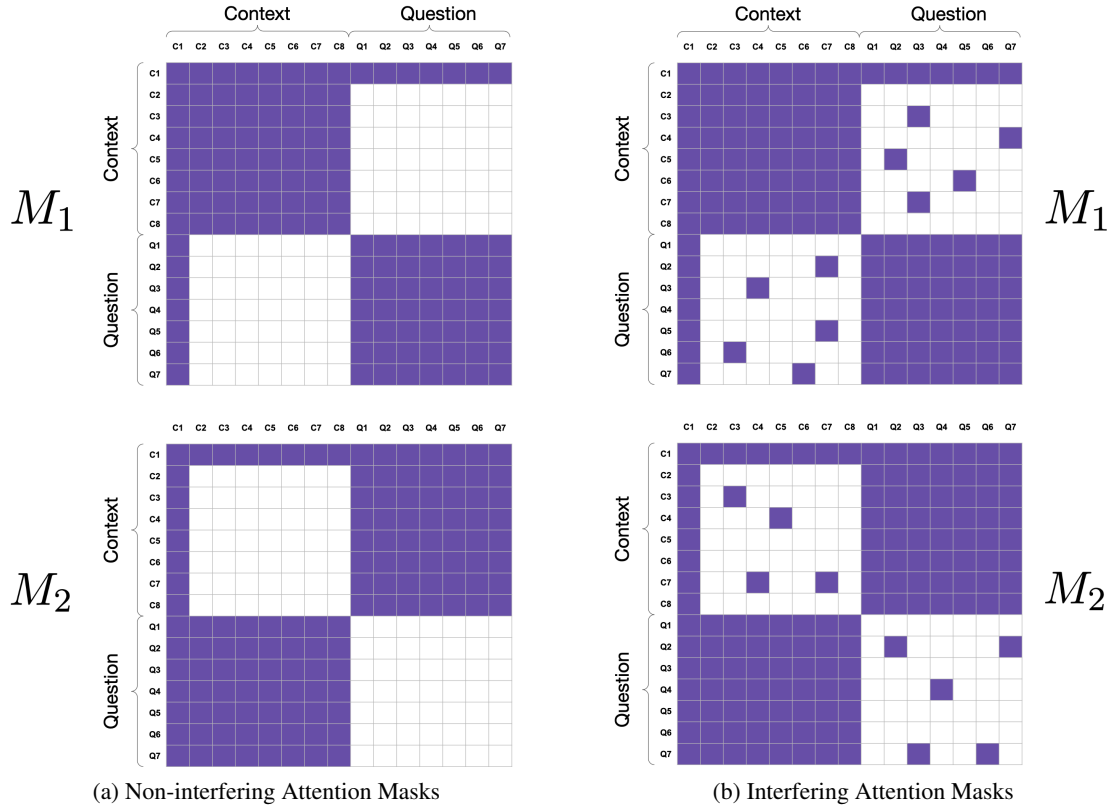 Context Question
C1 C2 C3 C4 C5 C6 C7 C8 Q1 Q2 Q3 Q4 Q5 Q6 Q7
Context
C1
C2
C3
C4
C5
C6
C7
C8
Question
Q1
Q2
Q3
Q4
Q5
Q6
Q7
M1
C1 C2 C3 C4 C5 C6 C7 C8 Q1 Q2 Q3 Q4 Q5 Q6 Q7
Context
C1
C2
C3
C4
C5
C6
C7
C8
Question
Q1
Q2
Q3
Q4
Q5
Q6
Q7
M2
(a) Non-interfering Attention Masks
Context Question
C1 C2 C3 C4 C5 C6 C7 C8 Q1 Q2 Q3 Q4 Q5 Q6 Q7
Context
C1
C2
C3
C4
C5
C6
C7
C8
Question
Q1
Q2
Q3
Q4
Q5
Q6
Q7
M1
C1 C2 C3 C4 C5 C6 C7 C8 Q1 Q2 Q3 Q4 Q5 Q6 Q7
Context
C1
C2
C3
C4
C5
C6
C7
C8
Question
Q1
Q2
Q3
Q4
Q5
Q6
Q7
M2
(b) Interfering Attention Masks